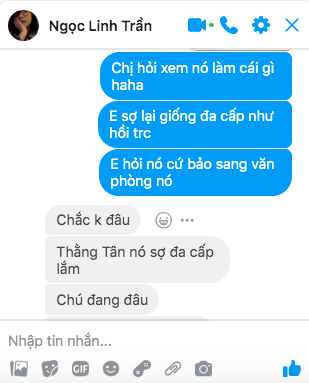 Ngọc Linh Trần
Chị hỏi xem nó làm cái gì
haha
E sợ lại giống đa cấp như
hồi trc
E hỏi nó cứ bảo sang văn
phòng nó
Chắc k đâu
Thằng Tân nó sợ đa cấp
lắm
Chú đang đâu
Nhập tin nhắn...
GIF